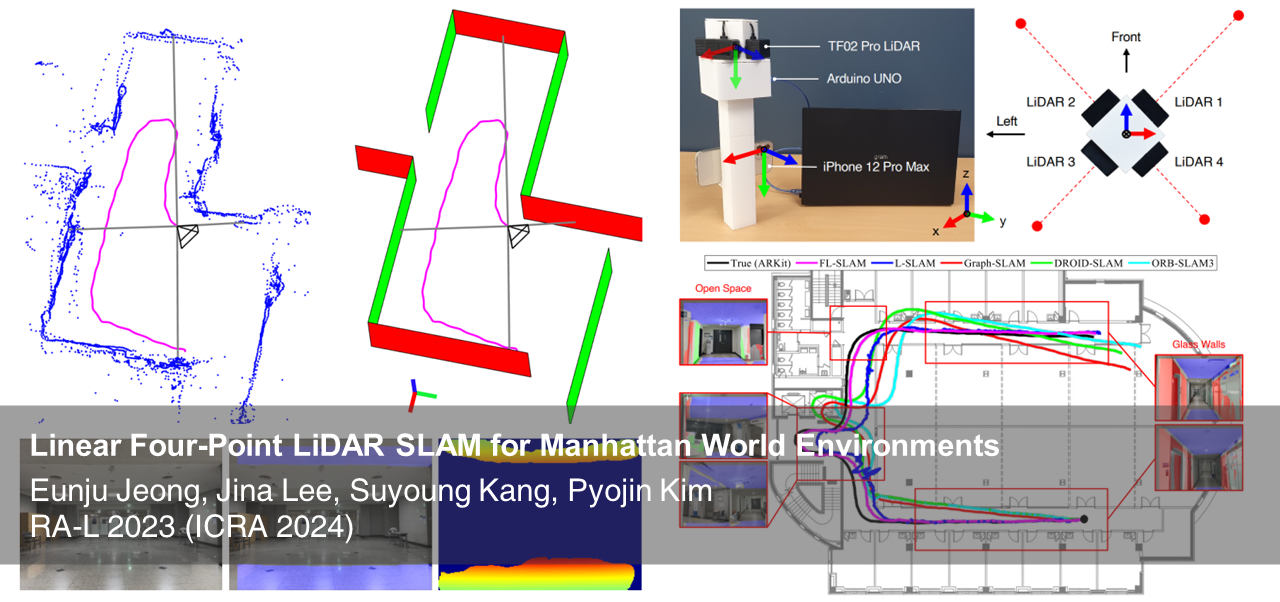 TF02 Pro LiDAR
Arduino UNO
iPhone 12 Pro Max
gram
z
y
x
Front
LiDAR 2
LiDAR 1
Left
LiDAR 3
LiDAR 4
True (ARKit) FL-SLAM L-SLAM Graph-SLAM DROID-SLAM ORB-SLAM3
Open Space
Glass Walls
Linear Four-Point LiDAR SLAM for Manhattan World Environments
Eunju Jeong, Jina Lee, Suyoung Kang, Pyojin Kim
RA-L 2023 (ICRA 2024)